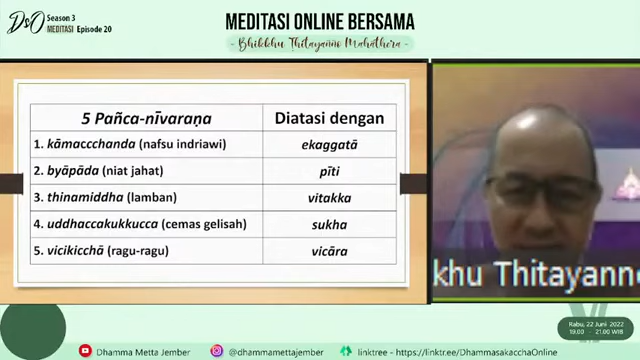 DsO Season 3
MEDITASI Episode 20
MEDITASI ONLINE BERSAMA
- Bhikkhu Ṭhitayañño Mahāthera -
5 Pañca-nīvaraṇa Diatasi dengan
1. kāmaccchanda (nafsu indriawi) ekaggatā
2. byāpāda (niat jahat) pīti
3. thinamiddha (lamban) vitakka
4. uddhaccakukkucca (cemas gelisah) sukha
5. vicikicchā (ragu-ragu) vicāra
khu Thitayanno
Rabu, 22 Juni 2022
19.00 - 21.00 WIB
Dhamma Metta Jember @dhammamettajember linktree - https://linktr.ee/DhammasakacchaOnline